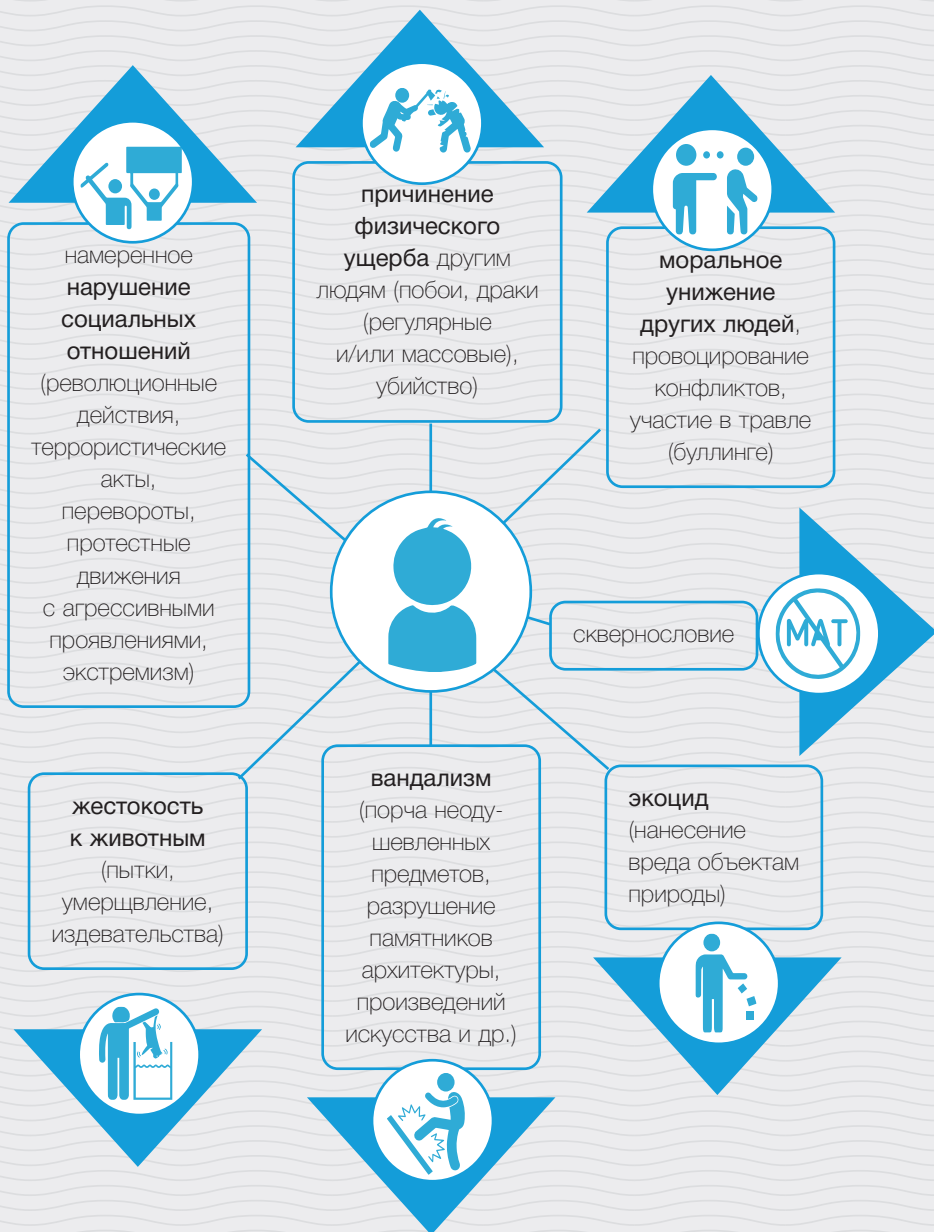 намеренное
нарушение
социальных
отношений
(революционные
действия,
террористические
акты,
перевороты,
протестные
движения
с агрессивными
проявлениями,
экстремизм)
причинение
физического
ущерба другим
людям (побои, драки
(регулярные
и/или массовые),
убийство)
моральное
унижение
других людей,
провоцирование
конфликтов,
участие в травле
(буллинге)
сквернословие
МАТ
жестокость
к животным
(пытки,
умерщвление,
издевательства)
вандализм
(порча неоду-
шевленных
предметов,
разрушение
памятников
архитектуры,
произведений
искусства и др.)
экоцид
(нанесение
вреда объектам
природы)